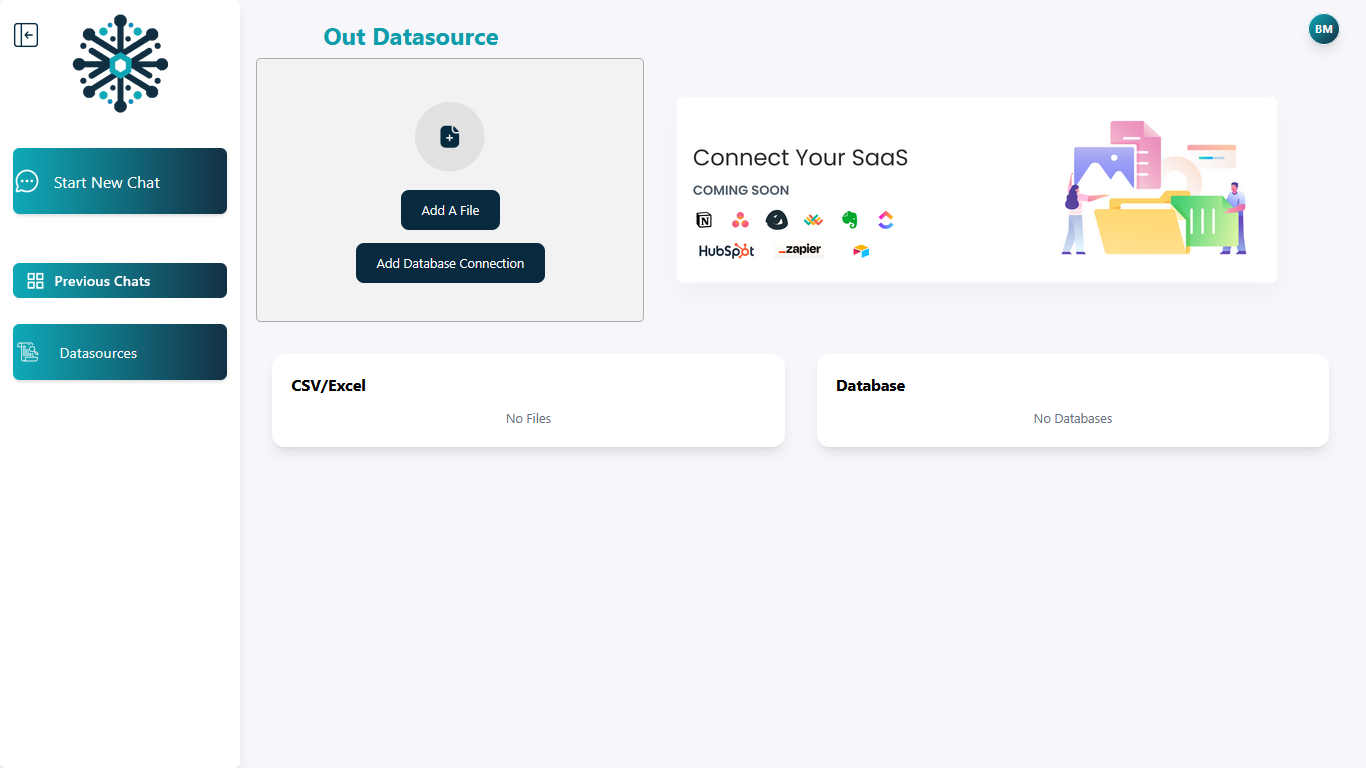 Out Datasource
BM
Start New Chat
Previous Chats
Datasources
Add A File
Add Database Connection
Connect Your SaaS
COMING SOON
N
HubSpot
zapier
CSV/Excel
No Files
Database
No Databases